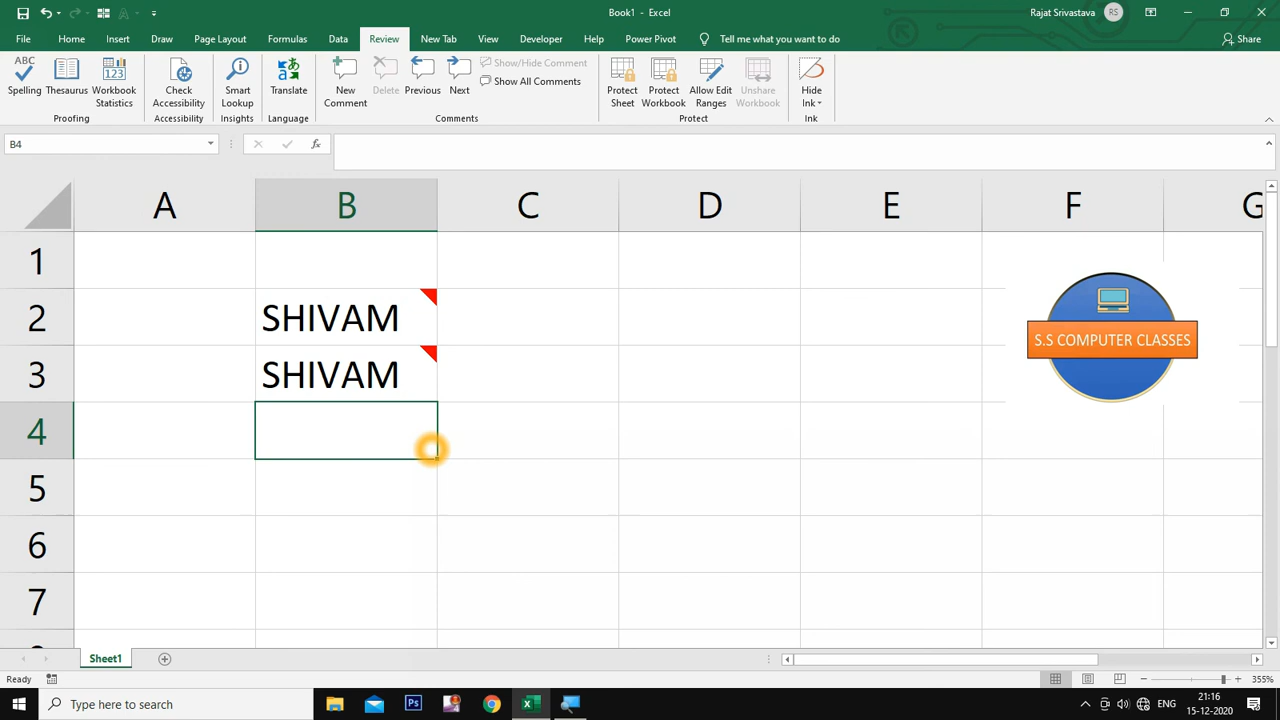 Book1 - Excel
Rajat Srivastava RS
File Home Insert Draw Page Layout Formulas Data Review New Tab View Developer Help Power Pivot Tell me what you want to do Share
ABC Spelling
Thesaurus
123 Workbook Statistics
Check Accessibility
Smart Lookup
Translate
New Comment
Delete
Previous
Next
Show/Hide Comment
Show All Comments
Protect Sheet
Protect Workbook
Allow Edit Ranges
Unshare Workbook
Hide Ink
Proofing Accessibility Insights Language Comments Protect Ink
B4 fx
A B C D E F G
1
2 SHIVAM
3 SHIVAM
S.S COMPUTER CLASSES
4
5
6
7
Sheet1
Ready 355%
Type here to search
Ps
ENG
21:16
15-12-2020